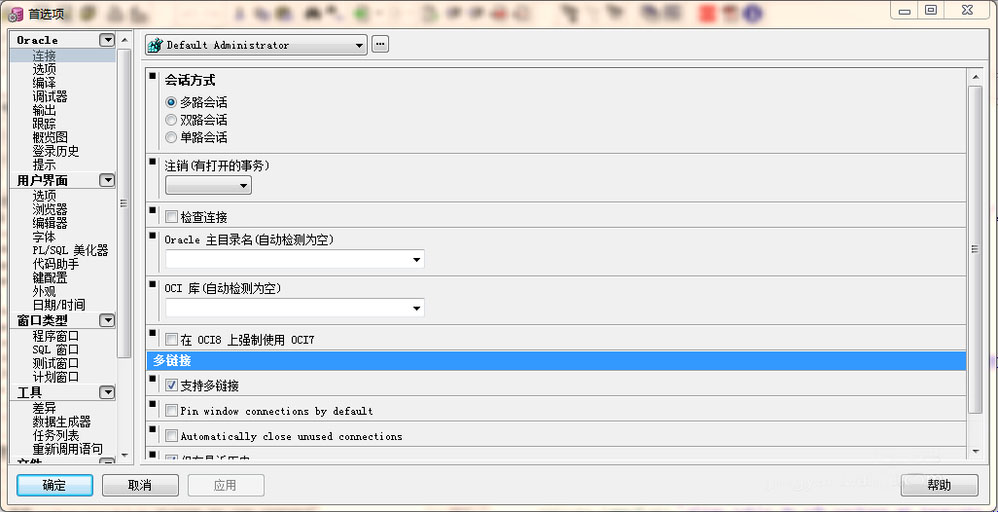 首选项
Oracle
连接
选项
编译
调试器
输出
跟踪
概览图
登录历史
提示
用户界面
选项
浏览器
编辑器
字体
PL/SQL 美化器
代码助手
键配置
外观
日期/时间
窗口类型
程序窗口
SQL 窗口
测试窗口
计划窗口
工具
差异
数据生成器
任务列表
重新调用语句
文件
Default Administrator
会话方式
多路会话
双路会话
单路会话
注销(有打开的事务)
检查连接
Oracle 主目录名(自动检测为空)
OCI 库(自动检测为空)
在 OCI8 上强制使用 OCI7
多链接
支持多链接
Pin window connections by default
Automatically close unused connections
保存最近历史
确定
取消
应用
帮助